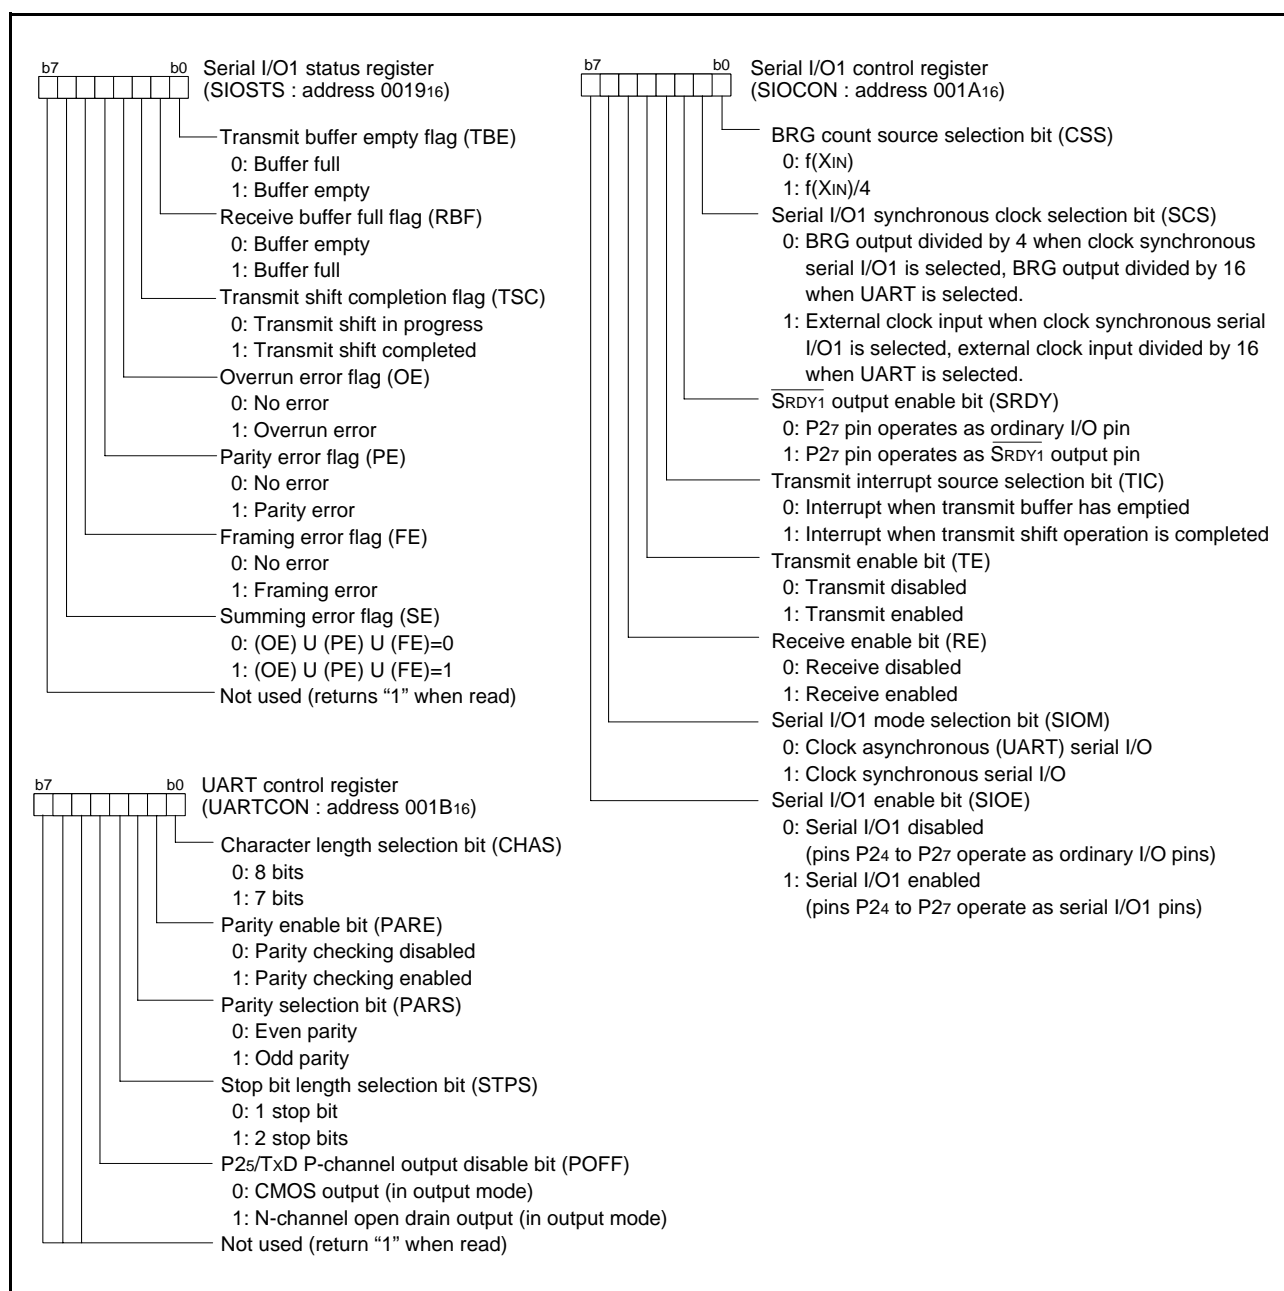 b7 b0 Serial I/O1 status register
(SIOSTS : address 001916)
Transmit buffer empty flag (TBE)
0: Buffer full
1: Buffer empty
Receive buffer full flag (RBF)
0: Buffer empty
1: Buffer full
Transmit shift completion flag (TSC)
0: Transmit shift in progress
1: Transmit shift completed
Overrun error flag (OE)
0: No error
1: Overrun error
Parity error flag (PE)
0: No error
1: Parity error
Framing error flag (FE)
0: No error
1: Framing error
Summing error flag (SE)
0: (OE) U (PE) U (FE)=0
1: (OE) U (PE) U (FE)=1
Not used (returns “1” when read)
b7 b0 UART control register
(UARTCON : address 001B16)
Character length selection bit (CHAS)
0: 8 bits
1: 7 bits
Parity enable bit (PARE)
0: Parity checking disabled
1: Parity checking enabled
Parity selection bit (PARS)
0: Even parity
1: Odd parity
Stop bit length selection bit (STPS)
0: 1 stop bit
1: 2 stop bits
P25/TxD P-channel output disable bit (POFF)
0: CMOS output (in output mode)
1: N-channel open drain output (in output mode)
Not used (return “1” when read)
b7 b0 Serial I/O1 control register
(SIOCON : address 001A16)
BRG count source selection bit (CSS)
0: f(XIN)
1: f(XIN)/4
Serial I/O1 synchronous clock selection bit (SCS)
0: BRG output divided by 4 when clock synchronous
serial I/O1 is selected, BRG output divided by 16
when UART is selected.
1: External clock input when clock synchronous serial
I/O1 is selected, external clock input divided by 16
when UART is selected.
SRDY1 output enable bit (SRDY)
0: P27 pin operates as ordinary I/O pin
1: P27 pin operates as SRDY1 output pin
Transmit interrupt source selection bit (TIC)
0: Interrupt when transmit buffer has emptied
1: Interrupt when transmit shift operation is completed
Transmit enable bit (TE)
0: Transmit disabled
1: Transmit enabled
Receive enable bit (RE)
0: Receive disabled
1: Receive enabled
Serial I/O1 mode selection bit (SIOM)
0: Clock asynchronous (UART) serial I/O
1: Clock synchronous serial I/O
Serial I/O1 enable bit (SIOE)
0: Serial I/O1 disabled
(pins P24 to P27 operate as ordinary I/O pins)
1: Serial I/O1 enabled
(pins P24 to P27 operate as serial I/O1 pins)